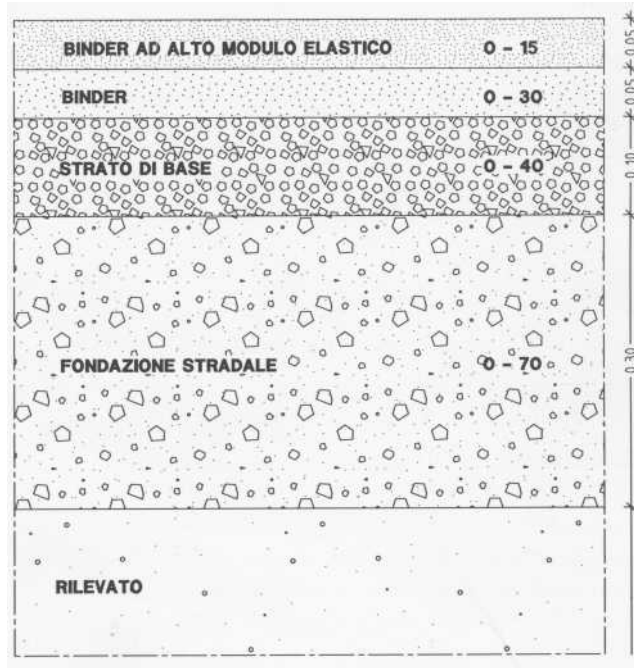 BINDER AD ALTO MODULO ELASTICO 0 - 15 0,05
BINDER 0 - 30 0,05
STRATO DI BASE 0 - 40 0,10
FONDAZIONE STRADALE 0 - 70 0,30
RILEVATO